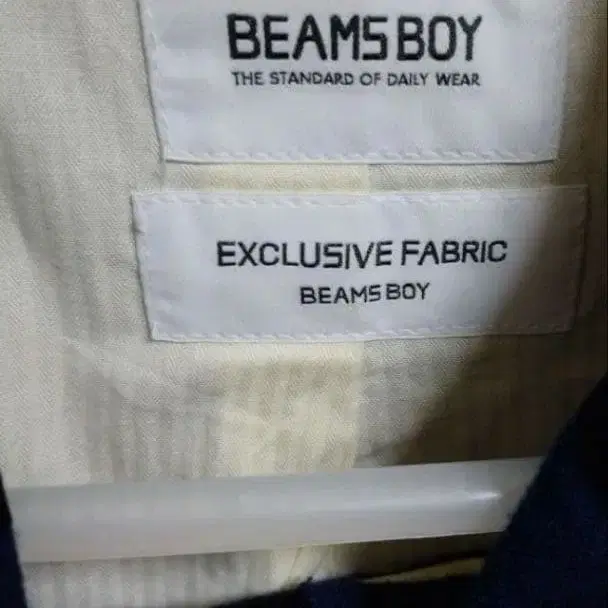 BEAMS BOY
THE STANDARD OF DAILY WEAR
EXCLUSIVE FABRIC
BEAMS BOY